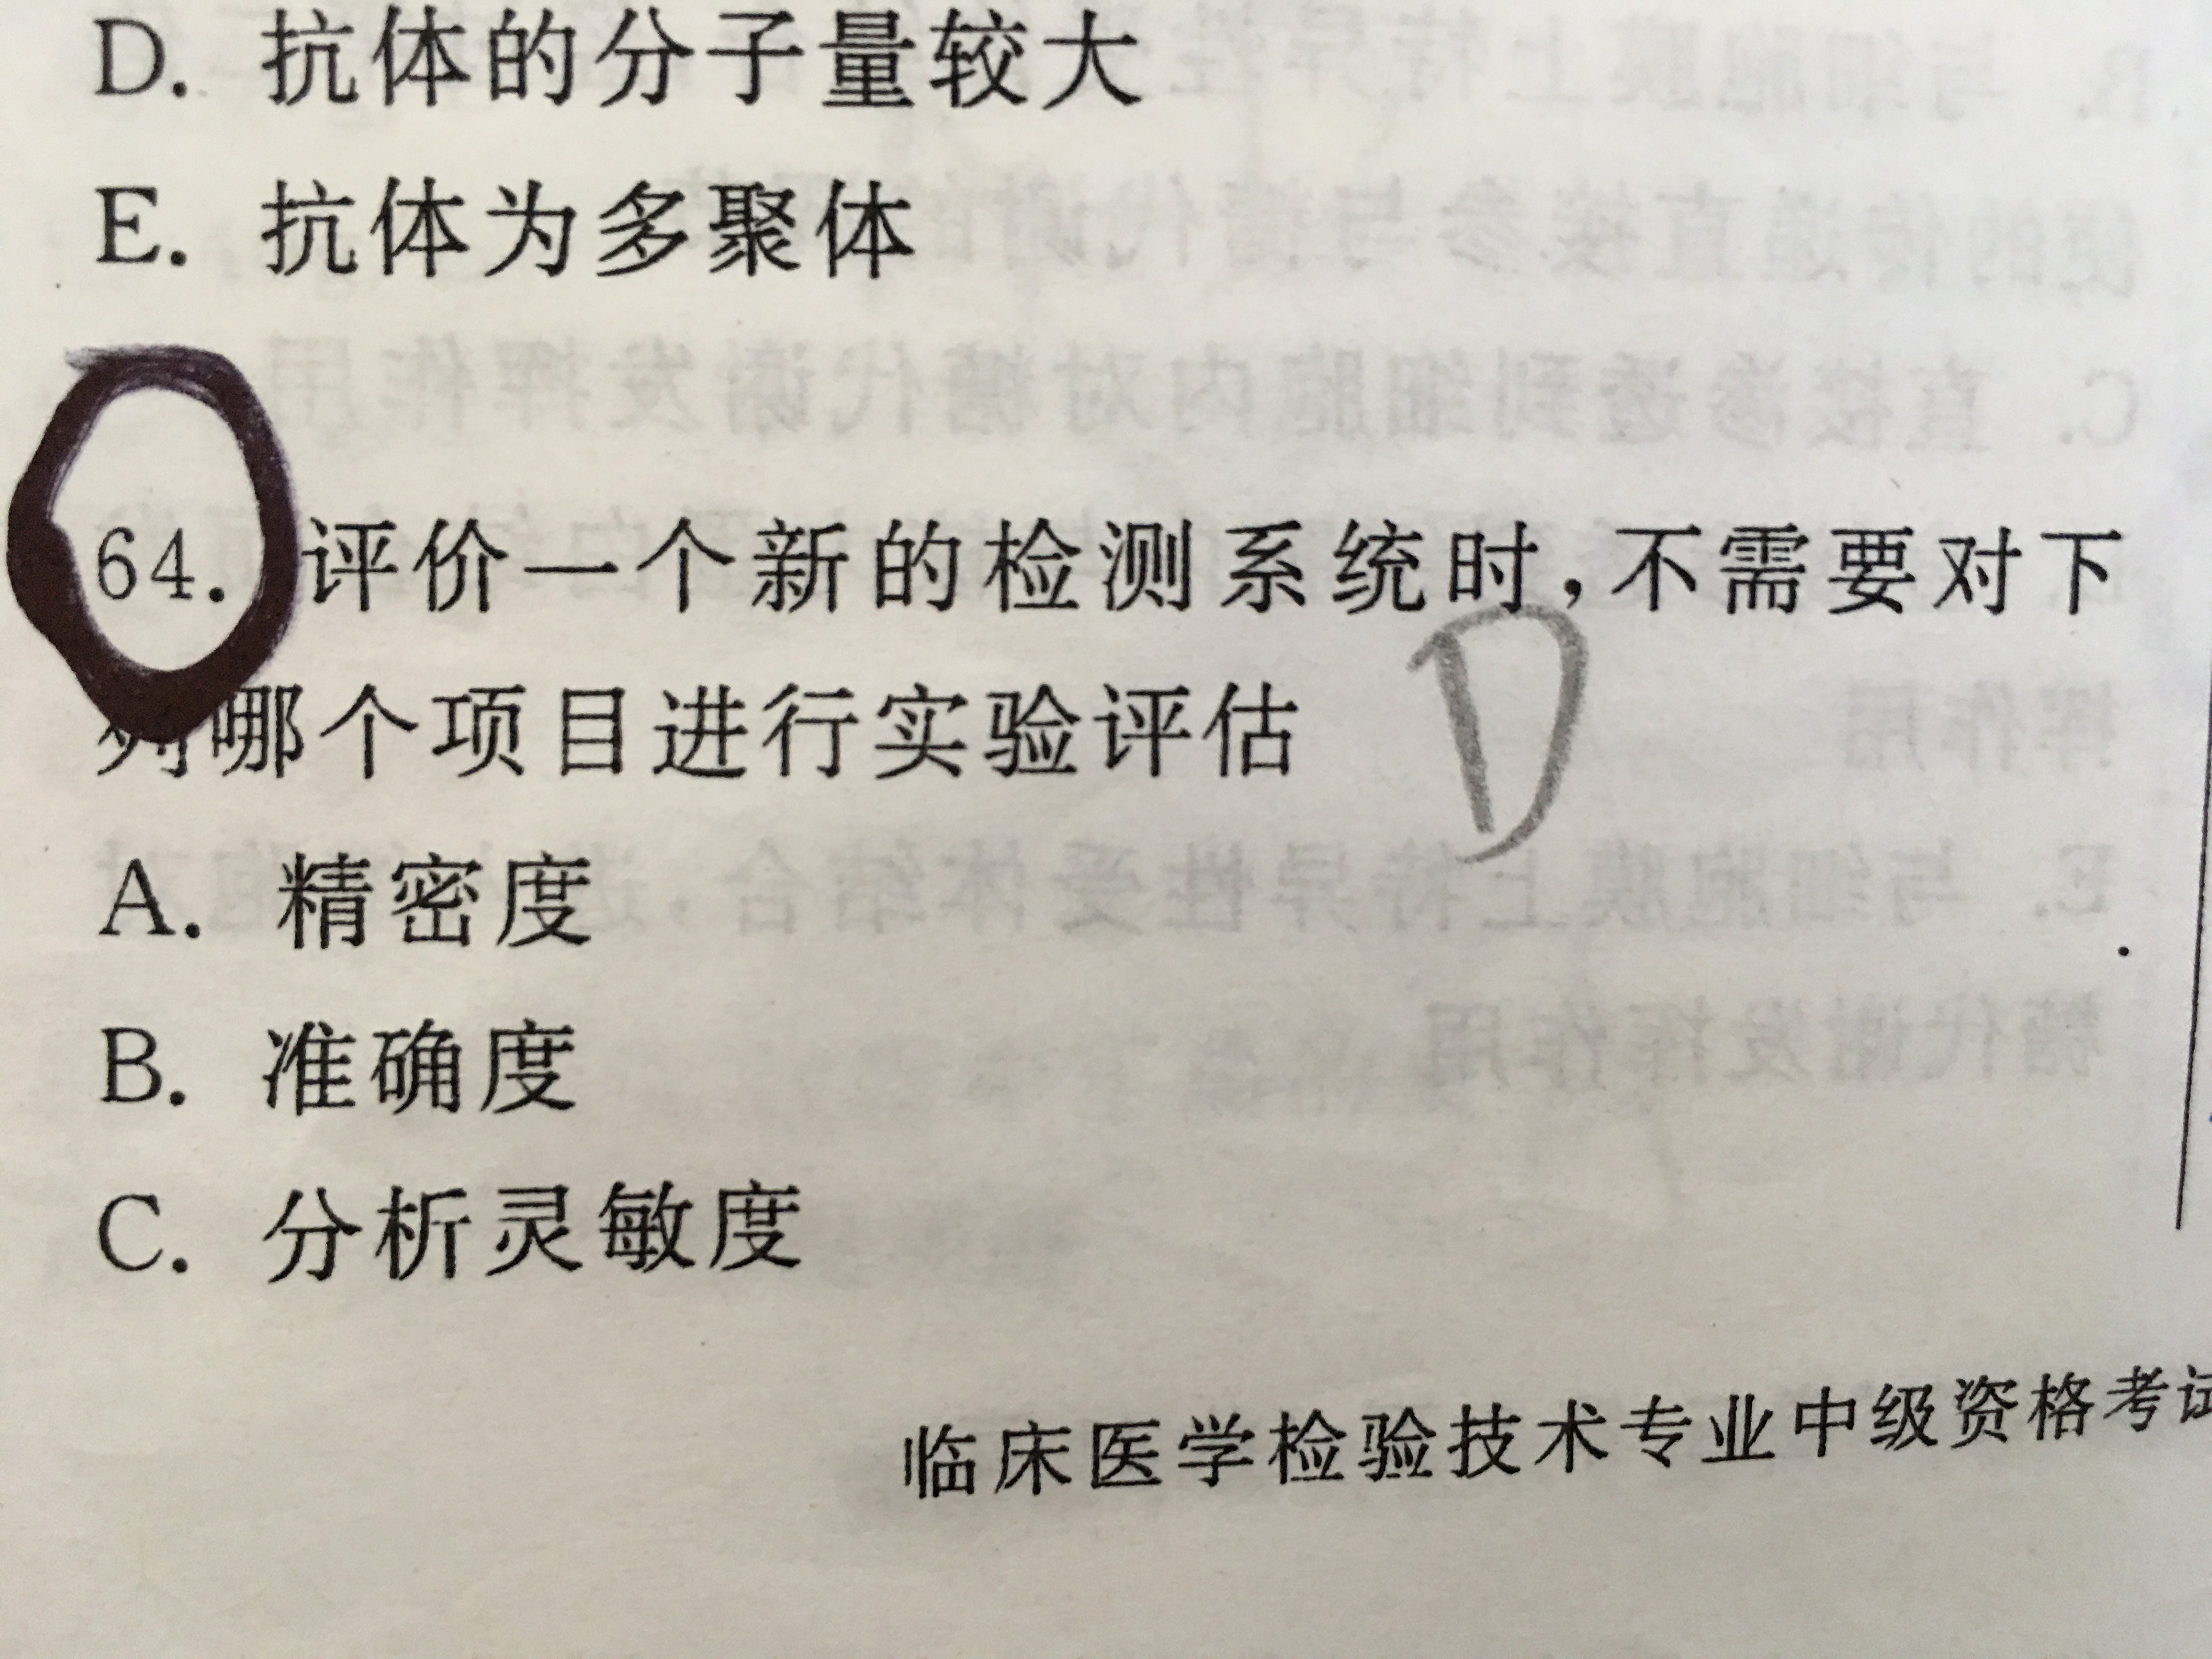 D. 抗体的分子量较大
E. 抗体为多聚体
64. 评价一个新的检测系统时,不需要对下
列哪个项目进行实验评估
D
A. 精密度
B. 准确度
C. 分析灵敏度
临床医学检验技术专业中级资格考试